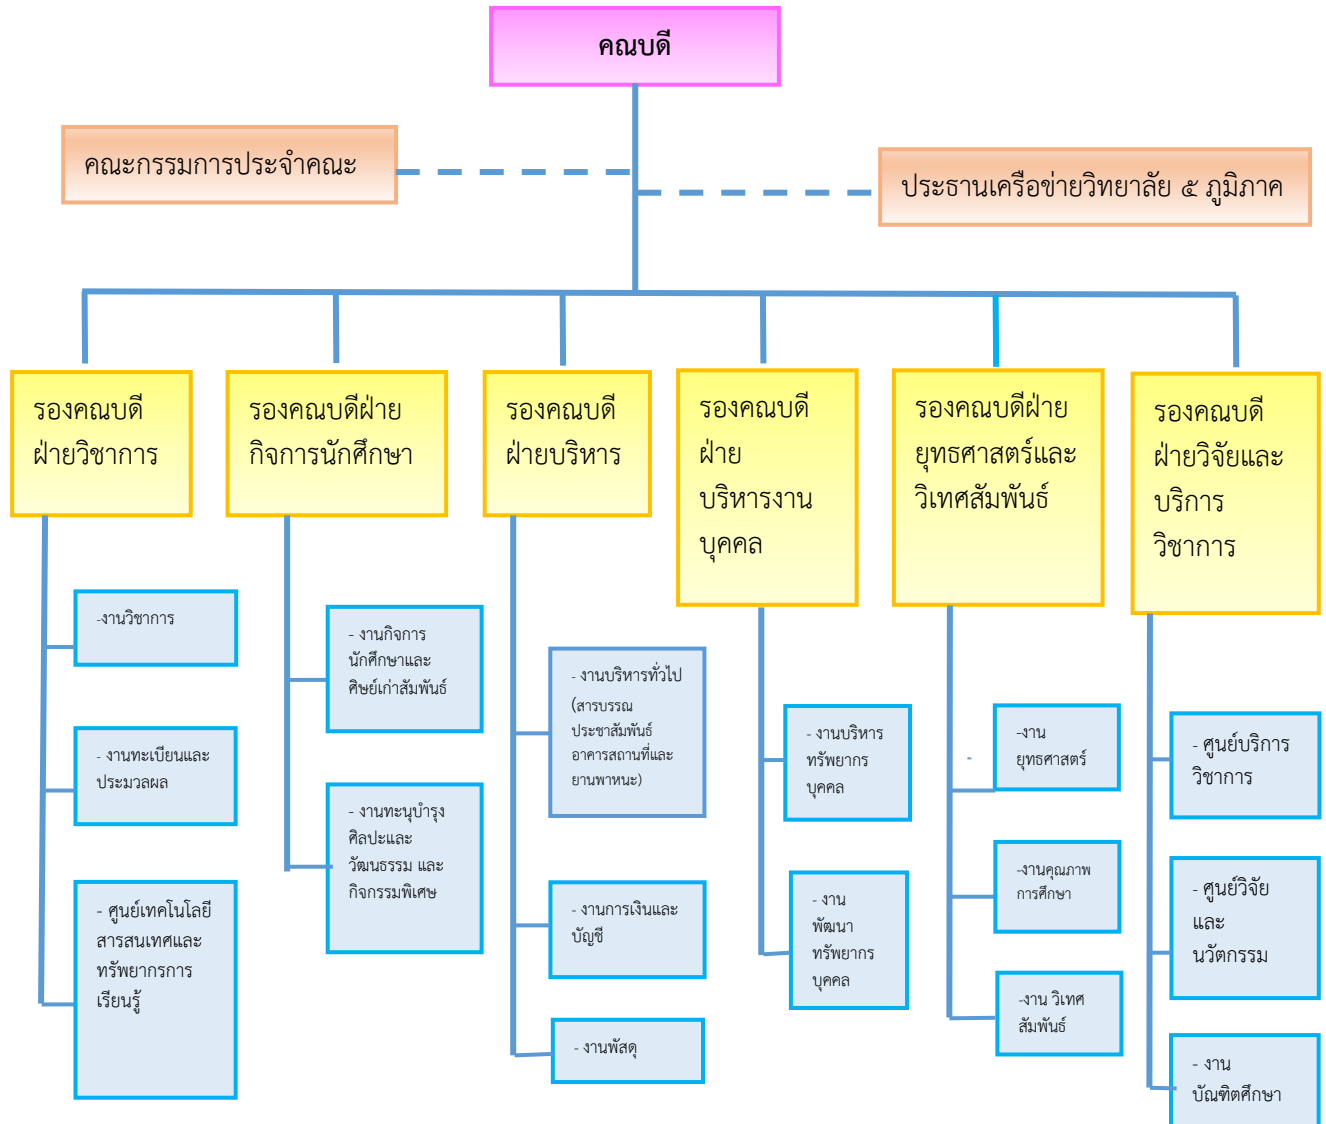 คณบดี
คณะกรรมการประจำคณะ
ประธานเครือข่ายวิทยาลัย ๕ ภูมิภาค
รองคณบดี
ฝ่ายวิชาการ
รองคณบดีฝ่าย
กิจการนักศึกษา
รองคณบดี
ฝ่ายบริหาร
รองคณบดี
ฝ่าย
บริหารงาน
บุคคล
รองคณบดีฝ่าย
ยุทธศาสตร์และ
วิเทศสัมพันธ์
รองคณบดี
ฝ่ายวิจัยและ
บริการ
วิชาการ
-งานวิชาการ
- งานทะเบียนและ
ประมวลผล
- ศูนย์เทคโนโลยี
สารสนเทศและ
ทรัพยากรการ
เรียนรู้
- งานกิจการ
นักศึกษาและ
ศิษย์เก่าสัมพันธ์
- งานทะนุบำรุง
ศิลปะและ
วัฒนธรรม และ
กิจกรรมพิเศษ
- งานบริหารทั่วไป
(สารบรรณ
ประชาสัมพันธ์
อาคารสถานที่และ
ยานพาหนะ)
- งานการเงินและ
บัญชี
- งานพัสดุ
- งานบริหาร
ทรัพยากร
บุคคล
- งาน
พัฒนา
ทรัพยากร
บุคคล
-
-งาน
ยุทธศาสตร์
-งานคุณภาพ
การศึกษา
-งาน วิเทศ
สัมพันธ์
- ศูนย์บริการ
วิชาการ
- ศูนย์วิจัย
และ
นวัตกรรม
- งาน
บัณฑิตศึกษา